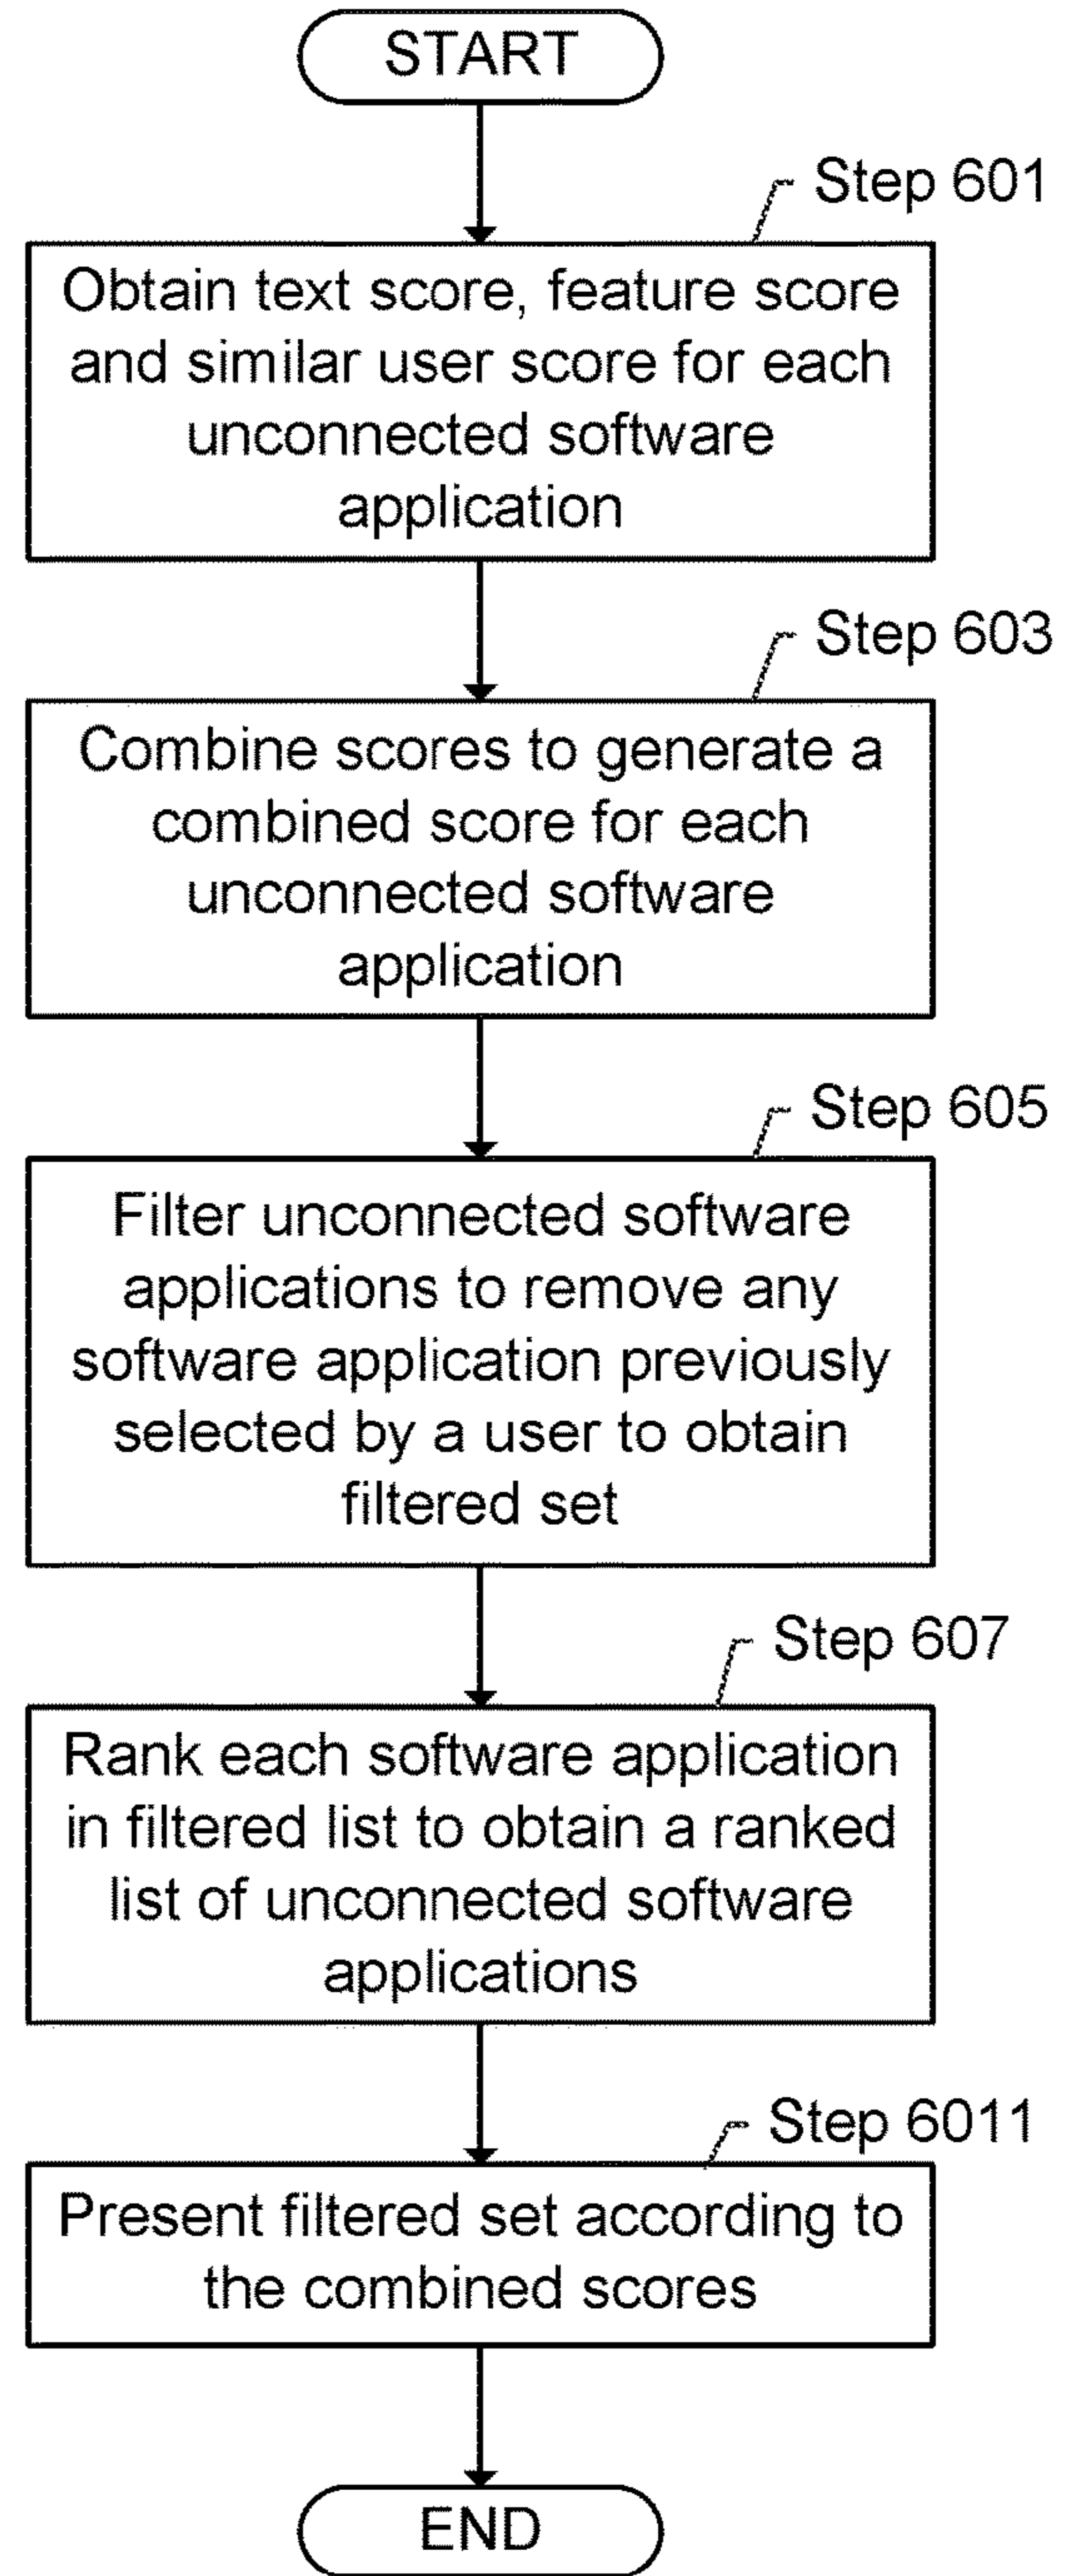 START
Step 601
Obtain text score, feature score
and similar user score for each
unconnected software
application
Step 603
Combine scores to generate a
combined score for each
unconnected software
application
Step 605
Filter unconnected software
applications to remove any
software application previously
selected by a user to obtain
filtered set
Step 607
Rank each software application
in filtered list to obtain a ranked
list of unconnected software
applications
Step 6011
Present filtered set according to
the combined scores
END